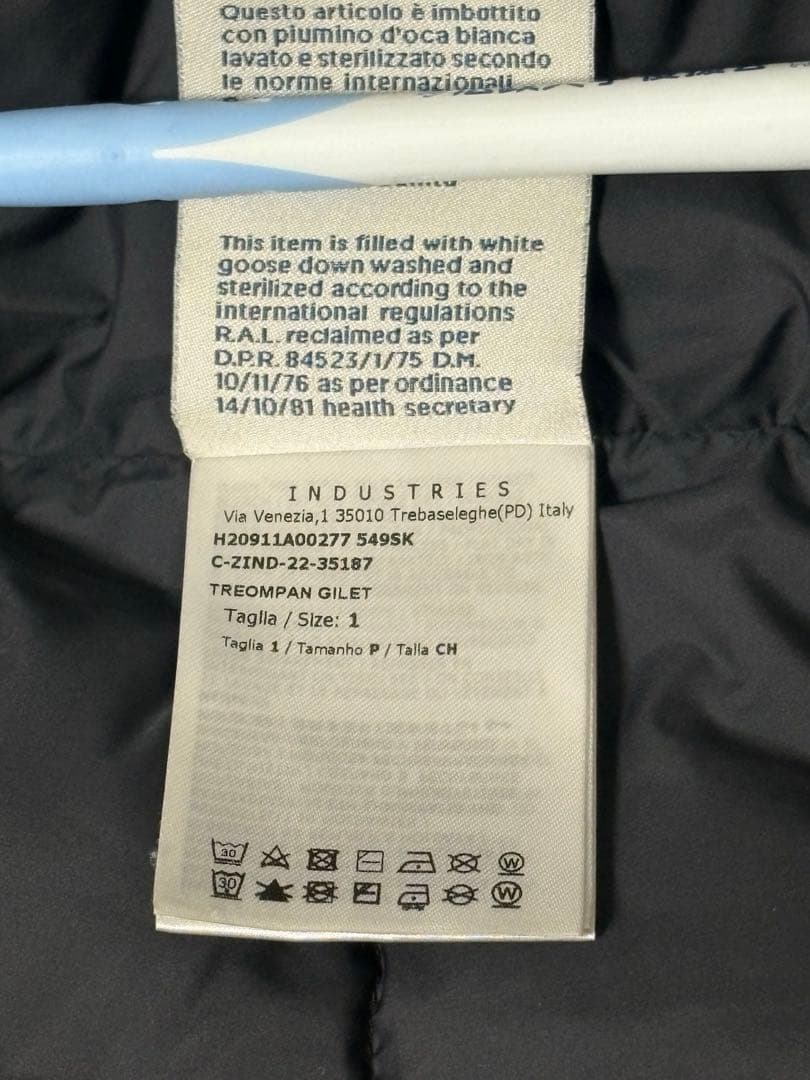 Questo articolo è imbottito
con piumino d'oca bianca
lavato e sterilizzato secondo
le norme internazionali
This item is filled with white
goose down washed and
sterilized according to the
international regulations
R.A.L. reclaimed as per
D.P.R. 84523/1/75 D.M.
10/11/76 as per ordinance
14/10/81 health secretary
INDUSTRIES
Via Venezia,1 35010 Trebaseleghe(PD) Italy
H20911A00277 549SK
C-ZIND-22-35187
TREOMPAN GILET
Taglia / Size: 1
Taglia 1 / Tamanho P / Talla CH
30
W
30
W